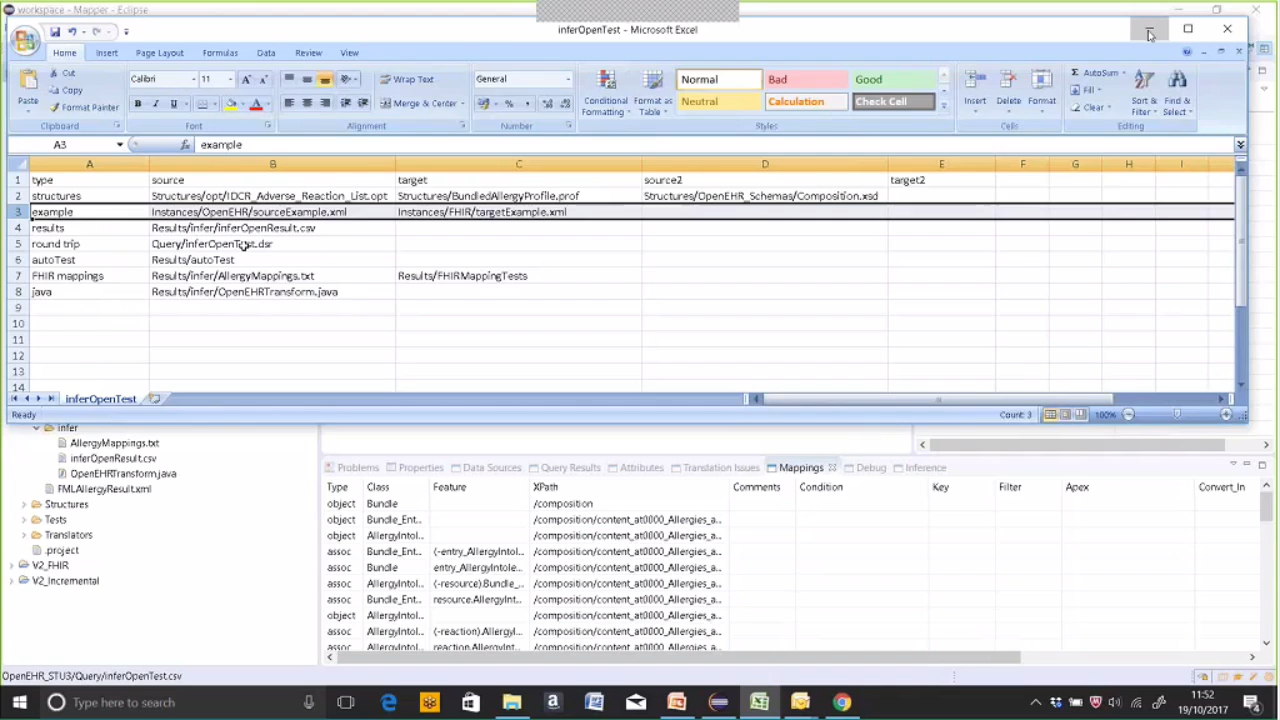 workspace - Mapper - Eclipse
inferOpenTest - Microsoft Excel
Home Insert Page Layout Formulas Data Review View
Cut
Copy
Format Painter
Paste
Clipboard
Calibri 11
B I U
Font
Wrap Text
Merge & Center
Alignment
General
Number
Conditional Formatting
Format as Table
Normal Bad Good
Neutral Calculation Check Cell
Styles
Insert Delete Format
Cells
AutoSum
Fill
Clear
Sort & Filter
Find & Select
Editing
A3 example
A B C D E F G H I
1 type source target source2 target2
2 structures Structures/opt/IDCR_Adverse_Reaction_List.opt Structures/BundledAllergyProfile.prof Structures/OpenEHR_Schemas/Composition.xsd
3 example Instances/OpenEHR/sourceExample.xml Instances/FHIR/targetExample.xml
4 results Results/infer/inferOpenResult.csv
5 round trip Query/inferOpenTest.dsr
6 autoTest Results/autoTest
7 FHIR mappings Results/infer/AllergyMappings.txt Results/FHIRMappingTests
8 java Results/infer/OpenEHRTransform.java
9
10
11
12
13
14
inferOpenTest
Ready Count: 3 100%
infer
AllergyMappings.txt
inferOpenResult.csv
OpenEHRTransform.java
FMLAllergyResult.xml
Structures
Tests
Translators
.project
V2_FHIR
V2_Incremental
Problems Properties Data Sources Query Results Attributes Translation Issues Mappings Debug Inference
Type Class Feature XPath Comments Condition Key Filter Apex Convert_In
object Bundle /composition
object Bundle_Ent.. /composition/content_at0000_Allergies_a...
object AllergyIntol.. /composition/content_at0000_Allergies_a...
assoc Bundle_Ent.. (-entry_AllergyIntol... /composition/content_at0000_Allergies_a...
assoc Bundle entry_AllergyIntole... /composition/content_at0000_Allergies_a...
assoc AllergyIntol.. (-resource).Bundle_... /composition/content_at0000_Allergies_a...
assoc Bundle_Ent.. resource.AllergyInt... /composition/content_at0000_Allergies_a...
object AllergyIntol.. /composition/content_at0000_Allergies_a...
assoc AllergyIntol.. (-reaction).AllergyI... /composition/content_at0000_Allergies_a...
assoc AllergyIntol.. reaction.AllergyInt... /composition/content_at0000_Allergies_a...
OpenEHR_STU3/Query/inferOpenTest.csv
Type here to search
11:52
19/10/2017